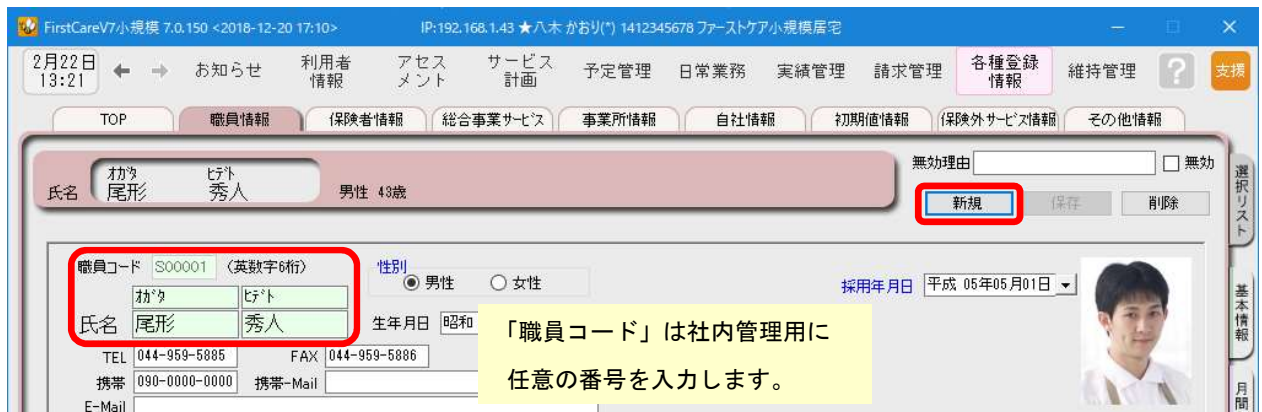 FirstCareV7小規模 7.0.150 <2018-12-20 17:10> IP:192.168.1.43 ★八木 かおり(*) 1412345678 ファーストケア小規模居宅
2月22日 13:21 お知らせ 利用者情報 アセスメント サービス計画 予定管理 日常業務 実績管理 請求管理 各種登録情報 維持管理 ? 支援
TOP 職員情報 保険者情報 総合事業サービス 事業所情報 自社情報 初期値情報 保険外サービス情報 その他情報
無効理由 無効
オガタ ヒデト
氏名 尾形 秀人 男性 43歳
新規 保存 削除
選択リスト
職員コード S00001 (英数字6桁) 性別 男性 女性
採用年月日 平成 05年05月01日
オガタ ヒデト
氏名 尾形 秀人 生年月日 昭和
基本情報
「職員コード」は社内管理用に
任意の番号を入力します。
TEL 044-959-5885 FAX 044-959-5886
携帯 090-0000-0000 携帯-Mail
E-Mail
月間